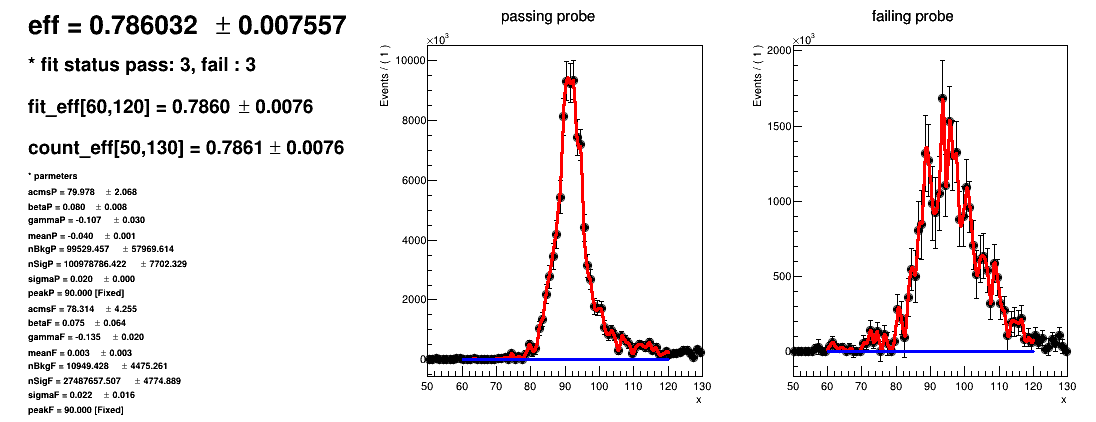 eff = 0.786032 ± 0.007557
* fit status pass: 3, fail : 3
fit_eff[60,120] = 0.7860 ± 0.0076
count_eff[50,130] = 0.7861 ± 0.0076
* parmeters
acmsP = 79.978 ± 2.068
betaP = 0.080 ± 0.008
gammaP = -0.107 ± 0.030
meanP = -0.040 ± 0.001
nBkgP = 99529.457 ± 57969.614
nSigP = 100978786.422 ± 7702.329
sigmaP = 0.020 ± 0.000
peakP = 90.000 [Fixed]
acmsF = 78.314 ± 4.255
betaF = 0.075 ± 0.064
gammaF = -0.135 ± 0.020
meanF = 0.003 ± 0.003
nBkgF = 10949.428 ± 4475.261
nSigF = 27487657.507 ± 4774.889
sigmaF = 0.022 ± 0.016
peakF = 90.000 [Fixed]
passing probe
×10³
Events / ( 1 )
10000
8000
6000
4000
2000
0
50 60 70 80 90 100 110 120 130
x
failing probe
×10³
Events / ( 1 )
2000
1500
1000
500
0
50 60 70 80 90 100 110 120 130
x